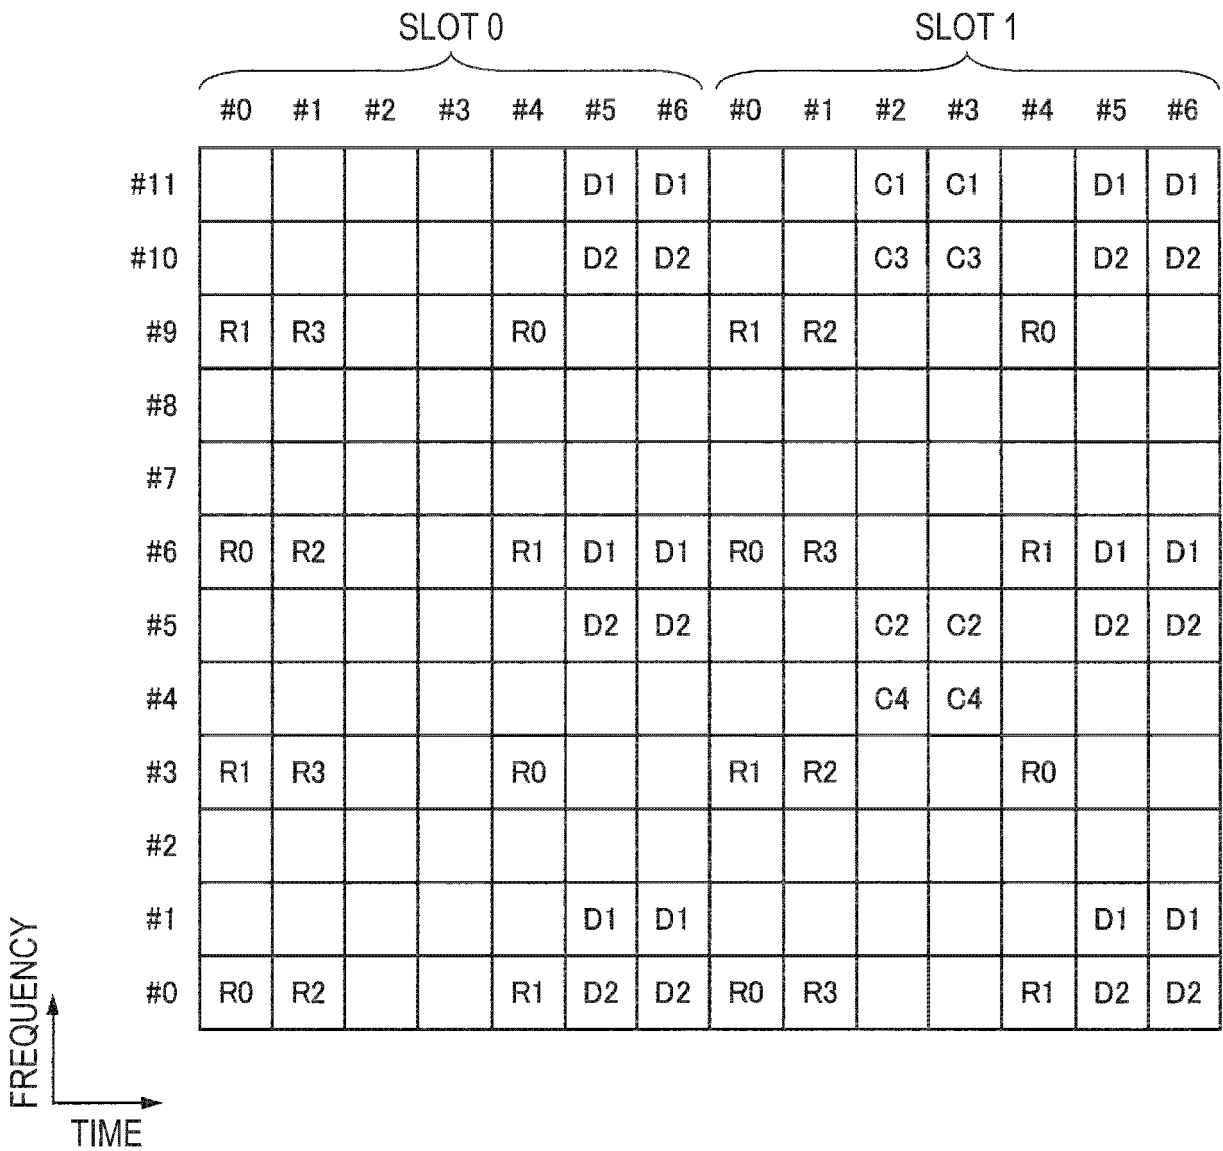 SLOT 0 SLOT 1
#0 #1 #2 #3 #4 #5 #6 #0 #1 #2 #3 #4 #5 #6
#11 D1 D1 C1 C1 D1 D1
#10 D2 D2 C3 C3 D2 D2
#9 R1 R3 R0 R1 R2 R0
#8
#7
#6 R0 R2 R1 D1 D1 R0 R3 R1 D1 D1
#5 D2 D2 C2 C2 D2 D2
#4 C4 C4
#3 R1 R3 R0 R1 R2 R0
#2
#1 D1 D1 D1 D1
#0 R0 R2 R1 D2 D2 R0 R3 R1 D2 D2
FREQUENCY
TIME